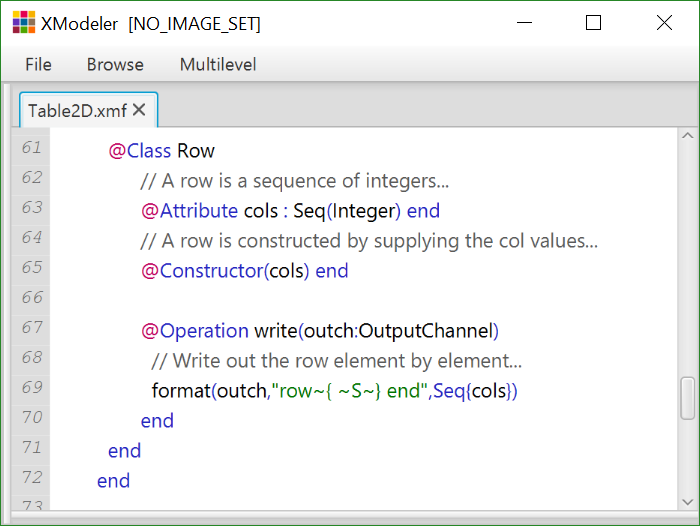 XModeler [NO_IMAGE_SET]
File Browse Multilevel
Table2D.xmf
61 @Class Row
62 // A row is a sequence of integers...
63 @Attribute cols : Seq(Integer) end
64 // A row is constructed by supplying the col values...
65 @Constructor(cols) end
66
67 @Operation write(outch:OutputChannel)
68 // Write out the row element by element...
69 format(outch,"row~{ ~S~} end",Seq{cols})
70 end
71 end
72 end
73